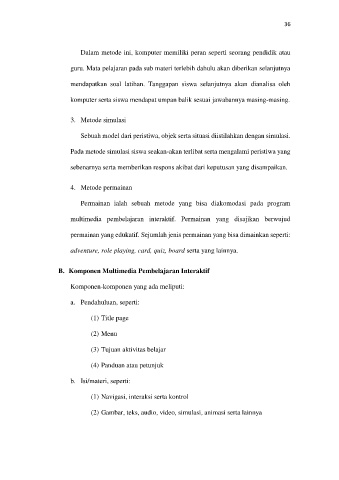 36
Dalam metode ini, komputer memiliki peran seperti seorang pendidik atau
guru. Mata pelajaran pada sub materi terlebih dahulu akan diberikan selanjutnya
mendapatkan soal latihan. Tanggapan siswa selanjutnya akan dianalisa oleh
komputer serta siswa mendapat umpan balik sesuai jawabannya masing-masing.
3. Metode simulasi
Sebuah model dari peristiwa, objek serta situasi diistilahkan dengan simulasi.
Pada metode simulasi siswa seakan-akan terlibat serta mengalami peristiwa yang
sebenarnya serta memberikan respons akibat dari keputusan yang disampaikan.
4. Metode permainan
Permainan ialah sebuah metode yang bisa diakomodasi pada program
multimedia pembelajaran interaktif. Permainan yang disajikan berwujud
permainan yang edukatif. Sejumlah jenis permainan yang bisa dimainkan seperti:
adventure, role playing, card, quiz, board serta yang lainnya.
B. Komponen Multimedia Pembelajaran Interaktif
Komponen-komponen yang ada meliputi:
a. Pendahuluan, seperti:
(1) Title page
(2) Menu
(3) Tujuan aktivitas belajar
(4) Panduan atau petunjuk
b. Isi/materi, seperti:
(1) Navigasi, interaksi serta kontrol
(2) Gambar, teks, audio, video, simulasi, animasi serta lainnya